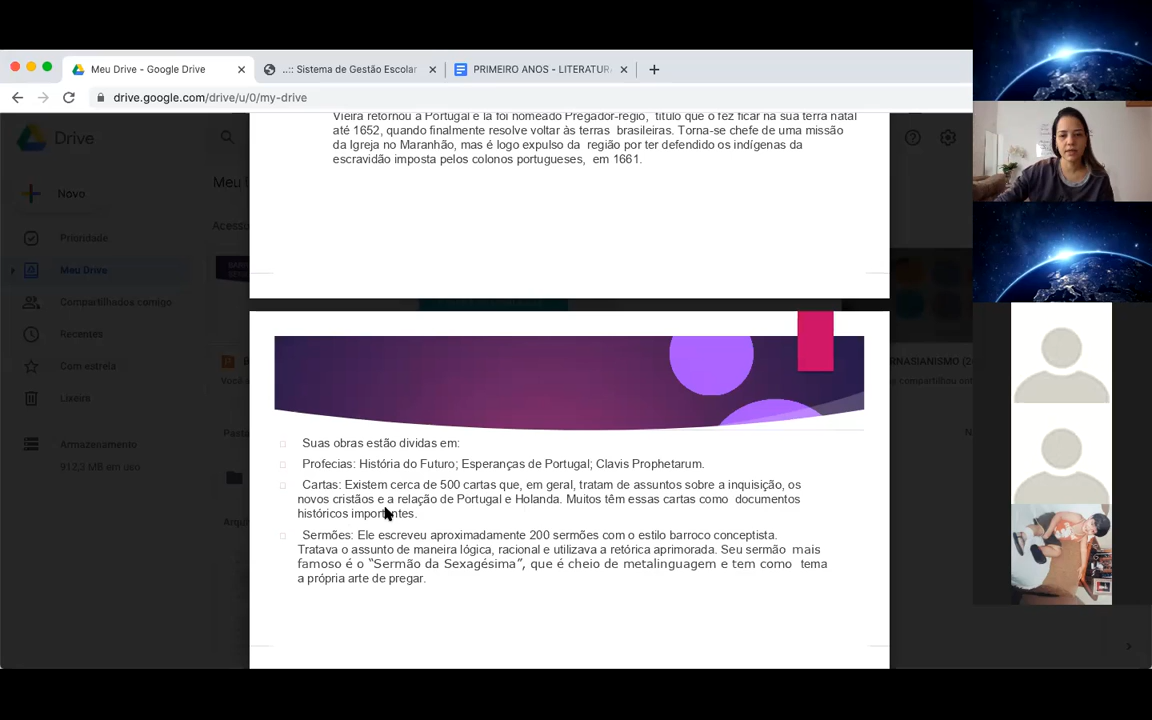 Meu Drive - Google Drive
..:: Sistema de Gestão Escolar
PRIMEIRO ANOS - LITERATUR
drive.google.com/drive/u/0/my-drive
Drive
Novo
Meu
Prioridade
Meu Drive
Compartilhados comigo
Recentes
Com estrela
Lixeira
Armazenamento
Vieira retornou a Portugal e lá foi nomeado Pregador-régio, título que o fez ficar na sua terra natal
até 1652, quando finalmente resolve voltar às terras brasileiras. Torna-se chefe de uma missão
da Igreja no Maranhão, mas é logo expulso da região por ter defendido os indígenas da
escravidão imposta pelos colonos portugueses, em 1661.
Suas obras estão dividas em:
Profecias: História do Futuro; Esperanças de Portugal; Clavis Prophetarum.
Cartas: Existem cerca de 500 cartas que, em geral, tratam de assuntos sobre a inquisição, os
novos cristãos e a relação de Portugal e Holanda. Muitos têm essas cartas como documentos
históricos importantes.
Sermões: Ele escreveu aproximadamente 200 sermões com o estilo barroco conceptista.
Tratava o assunto de maneira lógica, racional e utilizava a retórica aprimorada. Seu sermão mais
famoso é o “Sermão da Sexagésima”, que é cheio de metalinguagem e tem como tema
a própria arte de pregar.